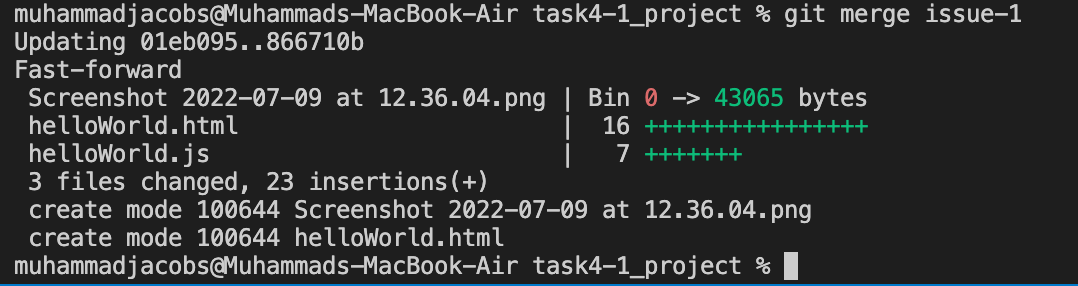 muhammadjacobs@Muhammads-MacBook-Air task4-1_project % git merge issue-1
Updating 01eb095..866710b
Fast-forward
 Screenshot 2022-07-09 at 12.36.04.png | Bin 0 -> 43065 bytes
 helloWorld.html                       |  16 ++++++++++++++++
 helloWorld.js                         |   7 +++++++
 3 files changed, 23 insertions(+)
 create mode 100644 Screenshot 2022-07-09 at 12.36.04.png
 create mode 100644 helloWorld.html
muhammadjacobs@Muhammads-MacBook-Air task4-1_project %